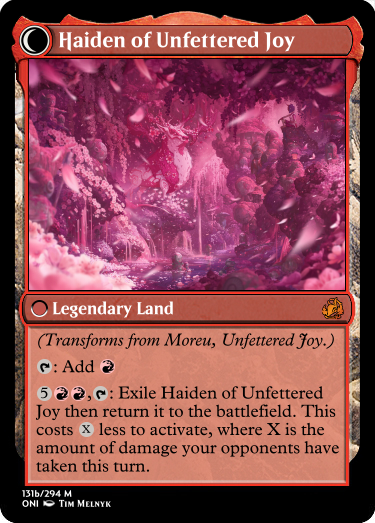 Haiden of Unfettered Joy
Legendary Land
(Transforms from Moreu, Unfettered Joy.)
: Add
5 , : Exile Haiden of Unfettered
Joy then return it to the battlefield. This
costs X less to activate, where X is the
amount of damage your opponents have
taken this turn.
131b/294 M
ONI Tim Melnyk